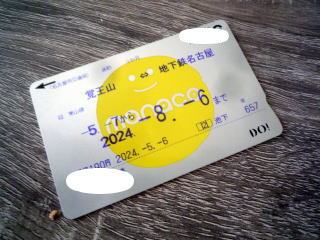 覚王山 ⇔ 地下鉄名古屋
manaca
-5.-7から
2024.-8.-6まで
2024.-5.-6
地下 657
DO!